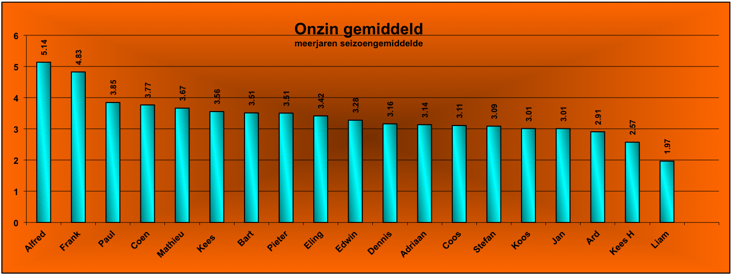 Onzin gemiddeld
meerjaren seizoengemiddelde
6
5
4
3
2
1
0
5.14
4.83
3.85
3.77
3.67
3.56
3.51
3.51
3.42
3.28
3.16
3.14
3.11
3.09
3.01
3.01
2.91
2.57
1.97
Alfred
Frank
Paul
Coen
Mathieu
Kees
Bart
Pieter
Eling
Edwin
Dennis
Adriaan
Coos
Stefan
Koos
Jan
Ard
Kees H
Liam